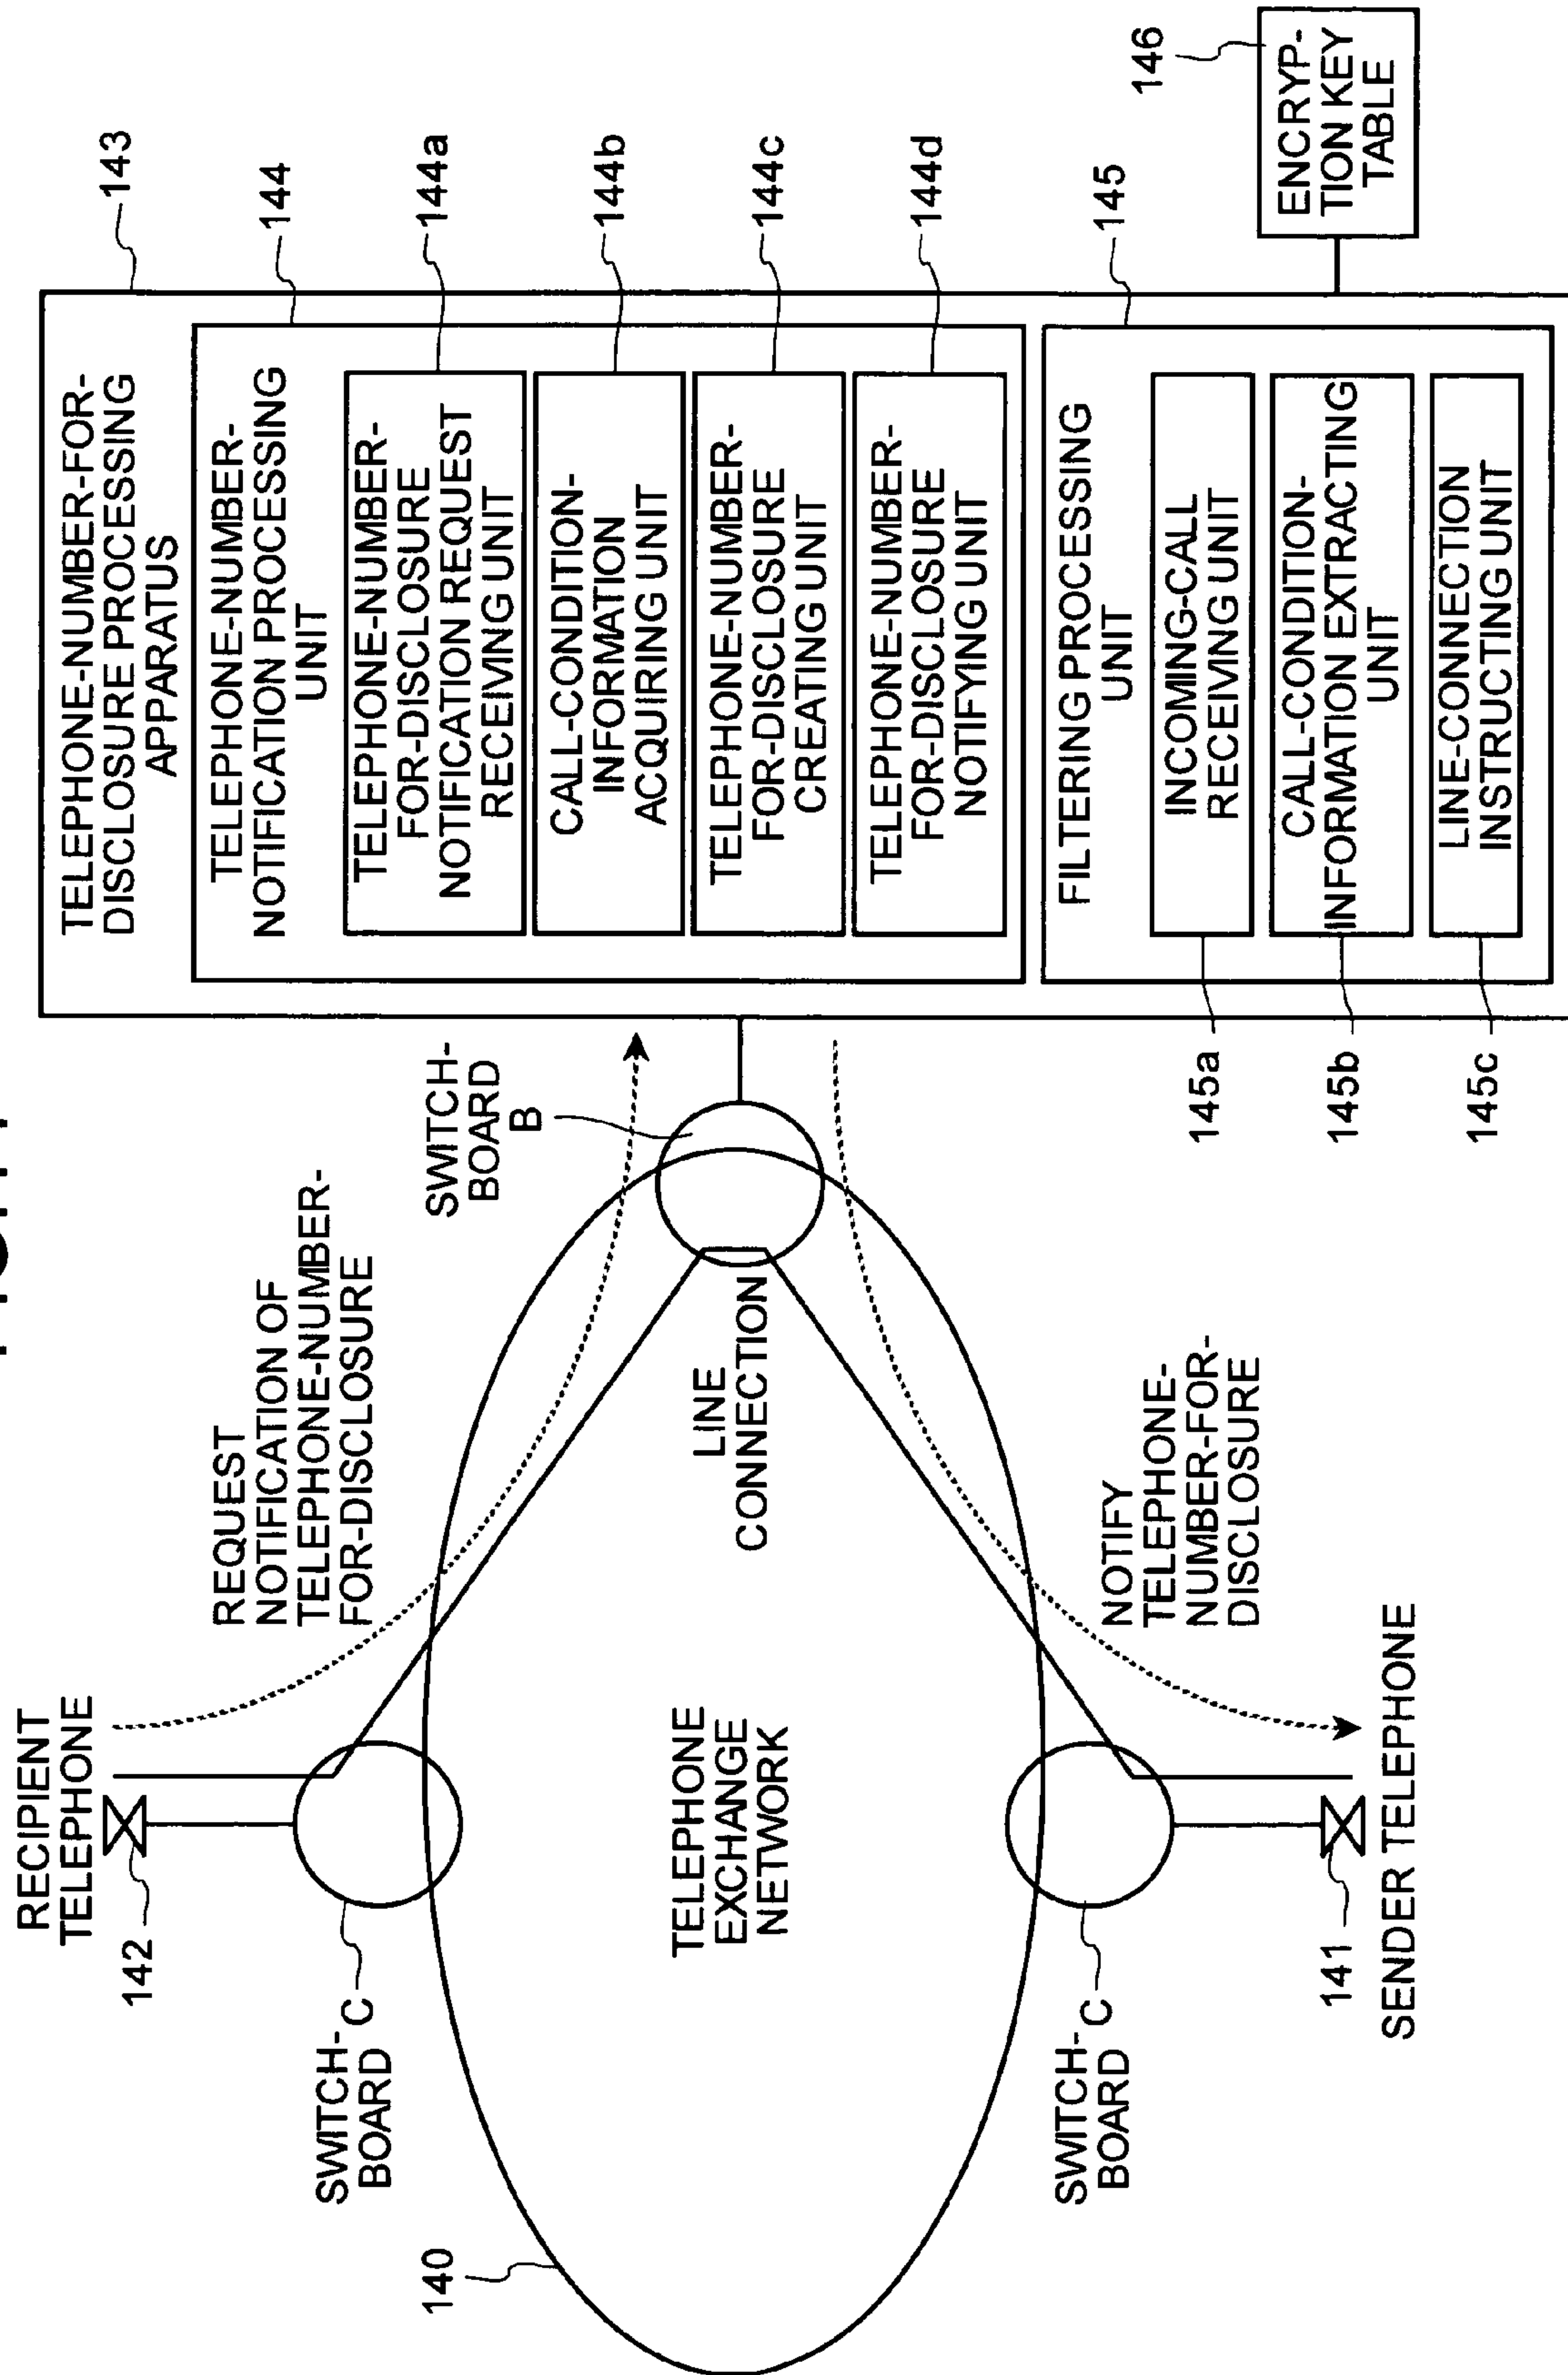 RECIPIENT
TELEPHONE
142
SWITCH-
BOARD C
140
REQUEST
NOTIFICATION OF
TELEPHONE-NUMBER-
FOR-DISCLOSURE
SWITCH-
BOARD
B
LINE
CONNECTION
TELEPHONE
EXCHANGE
NETWORK
NOTIFY
TELEPHONE-
NUMBER-FOR-
DISCLOSURE
SWITCH-
BOARD C
141
SENDER TELEPHONE
143
TELEPHONE-NUMBER-FOR-
DISCLOSURE PROCESSING
APPARATUS
144
TELEPHONE-NUMBER-
NOTIFICATION PROCESSING
UNIT
144a
TELEPHONE-NUMBER-
FOR-DISCLOSURE
NOTIFICATION REQUEST
RECEIVING UNIT
144b
CALL-CONDITION-
INFORMATION
ACQUIRING UNIT
144c
TELEPHONE-NUMBER-
FOR-DISCLOSURE
CREATING UNIT
144d
TELEPHONE-NUMBER-
FOR-DISCLOSURE
NOTIFYING UNIT
145
FILTERING PROCESSING
UNIT
INCOMING-CALL
RECEIVING UNIT
145a
CALL-CONDITION-
INFORMATION EXTRACTING
UNIT
145b
LINE-CONNECTION
INSTRUCTING UNIT
145c
146
ENCRYP-
TION KEY
TABLE